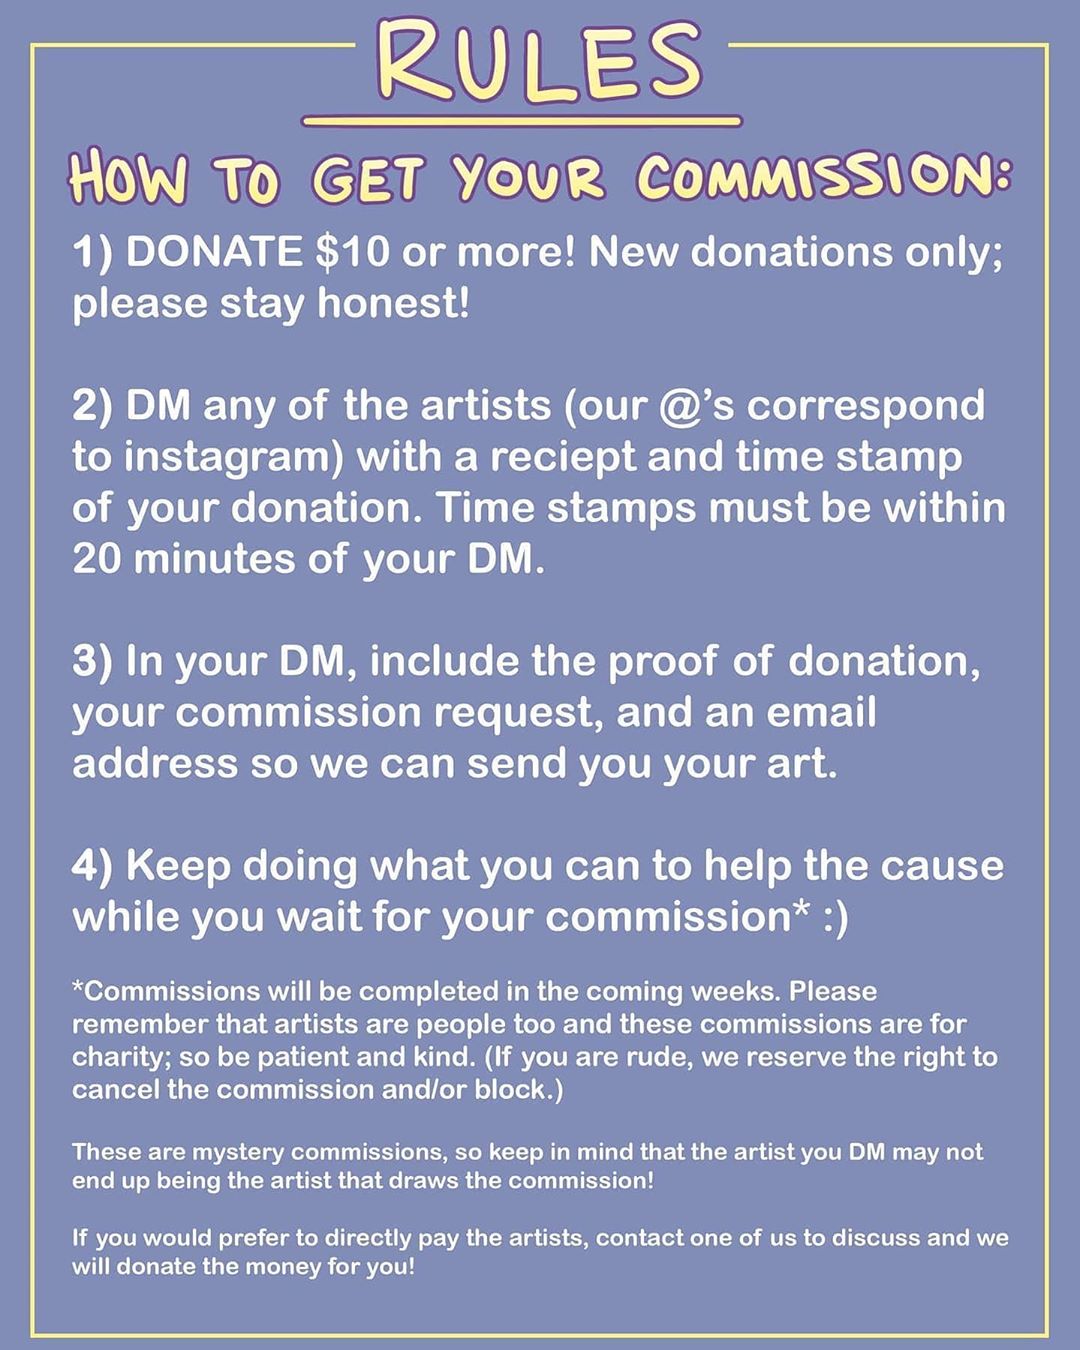 RULES
HOW TO GET YOUR COMMISSION:
1) DONATE $10 or more! New donations only;
please stay honest!
2) DM any of the artists (our @’s correspond
to instagram) with a reciept and time stamp
of your donation. Time stamps must be within
20 minutes of your DM.
3) In your DM, include the proof of donation,
your commission request, and an email
address so we can send you your art.
4) Keep doing what you can to help the cause
while you wait for your commission* :)
*Commissions will be completed in the coming weeks. Please
remember that artists are people too and these commissions are for
charity; so be patient and kind. (If you are rude, we reserve the right to
cancel the commission and/or block.)
These are mystery commissions, so keep in mind that the artist you DM may not
end up being the artist that draws the commission!
If you would prefer to directly pay the artists, contact one of us to discuss and we
will donate the money for you!